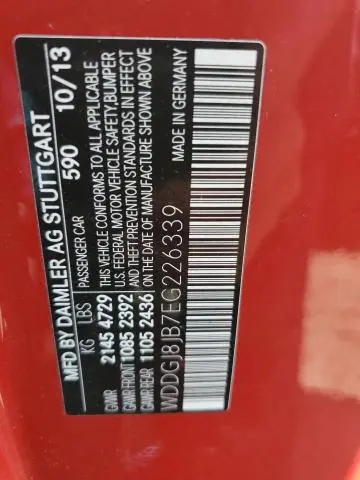 MFD BY DAIMLER AG STUTTGART
PASSENGER CAR 590 10/13
KG LBS THIS VEHICLE CONFORMS TO ALL APPLICABLE
GVWR 2145 4729 U.S. FEDERAL MOTOR VEHICLE SAFETY,BUMPER
GAWR FRONT 1085 2392 AND THEFT PREVENTION STANDARDS IN EFFECT
GAWR REAR 1105 2436 ON THE DATE OF MANUFACTURE SHOWN ABOVE
MADE IN GERMANY
WDDGJ8JB7EG226339